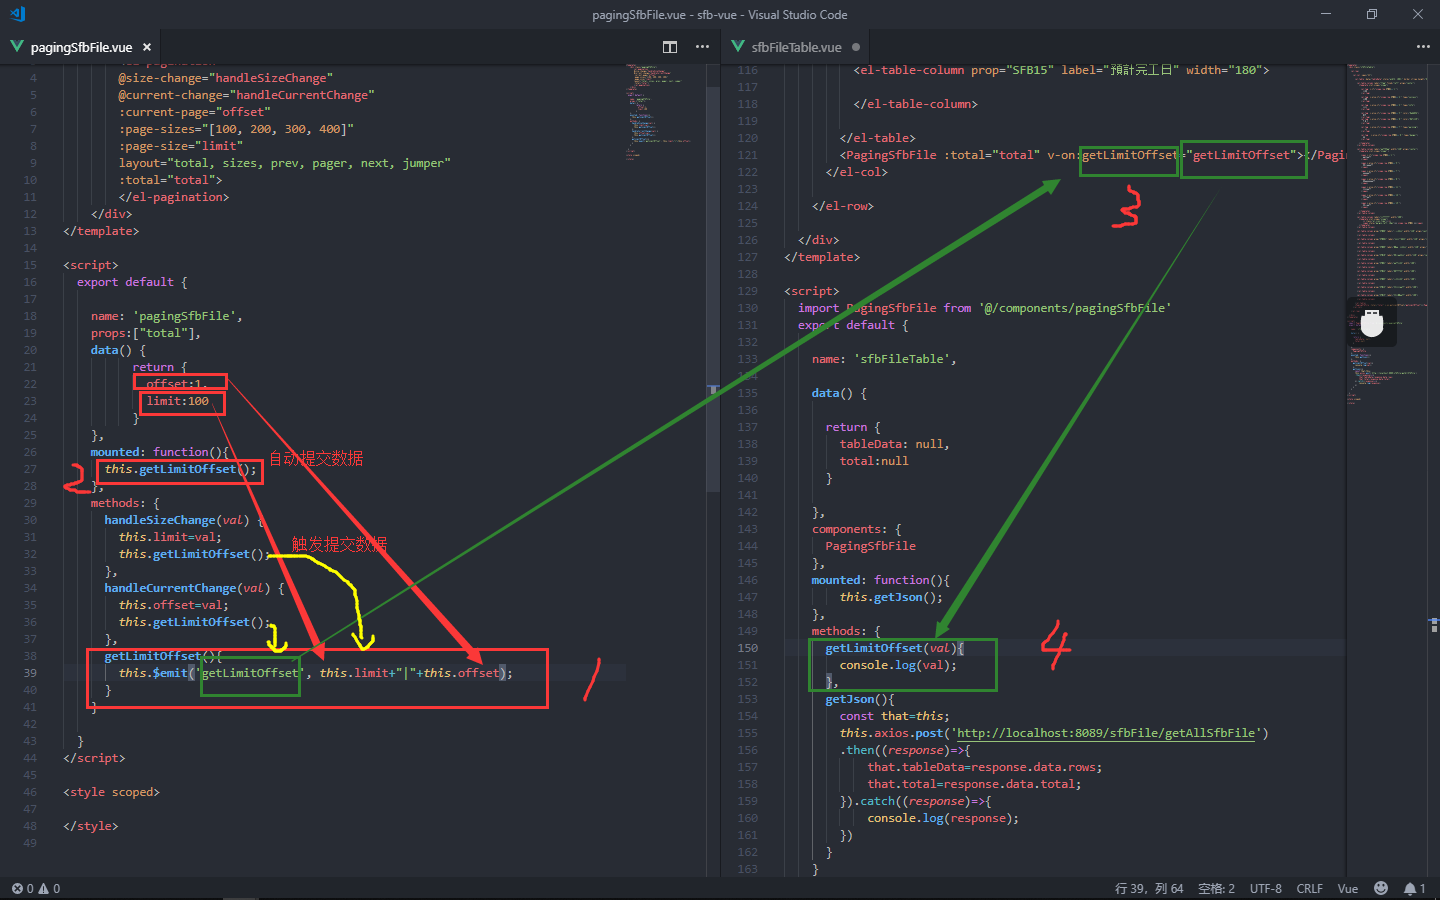 pagingSfbFile.vue - sfb-vue - Visual Studio Code
pagingSfbFile.vue ×
4 @size-change="handleSizeChange"
5 @current-change="handleCurrentChange"
6 :current-page="offset"
7 :page-sizes="[100, 200, 300, 400]"
8 :page-size="limit"
9 layout="total, sizes, prev, pager, next, jumper"
10 :total="total">
11 </el-pagination>
12 </div>
13 </template>
14
15 <script>
16 export default {
17
18 name: 'pagingSfbFile',
19 props:["total"],
20 data() {
21 return {
22 offset:1,
23 limit:100
24 }
25 },
26 mounted: function(){
自动提交数据
27 this.getLimitOffset();
2
28 },
29 methods: {
30 handleSizeChange(val) {
31 this.limit=val;
触发提交数据
32 this.getLimitOffset();
33 },
34 handleCurrentChange(val) {
35 this.offset=val;
36 this.getLimitOffset();
37 },
38 getLimitOffset(){
39 this.$emit('getLimitOffset', this.limit+"|"+this.offset);
1
40 }
41 }
42
43 }
44 </script>
45
46 <style scoped>
47
48 </style>
49
sfbFileTable.vue
116 <el-table-column prop="SFB15" label="預計完工日" width="180">
117
118 </el-table-column>
119
120 </el-table>
121 <PagingSfbFile :total="total" v-on:getLimitOffset="getLimitOffset"></Pagin
122 </el-col>
3
123
124 </el-row>
125
126 </div>
127 </template>
128
129 <script>
130 import PagingSfbFile from '@/components/pagingSfbFile'
131 export default {
132
133 name: 'sfbFileTable',
134
135 data() {
136
137 return {
138 tableData: null,
139 total:null
140 }
141
142 },
143 components: {
144 PagingSfbFile
145 },
146 mounted: function(){
147 this.getJson();
148 },
149 methods: {
150 getLimitOffset(val){
4
151 console.log(val);
152 },
153 getJson(){
154 const that=this;
155 this.axios.post('http://localhost:8089/sfbFile/getAllSfbFile')
156 .then((response)=>{
157 that.tableData=response.data.rows;
158 that.total=response.data.total;
159 }).catch((response)=>{
160 console.log(response);
161 })
162 }
163 }
0 0
行 39，列 64 空格: 2 UTF-8 CRLF Vue 1